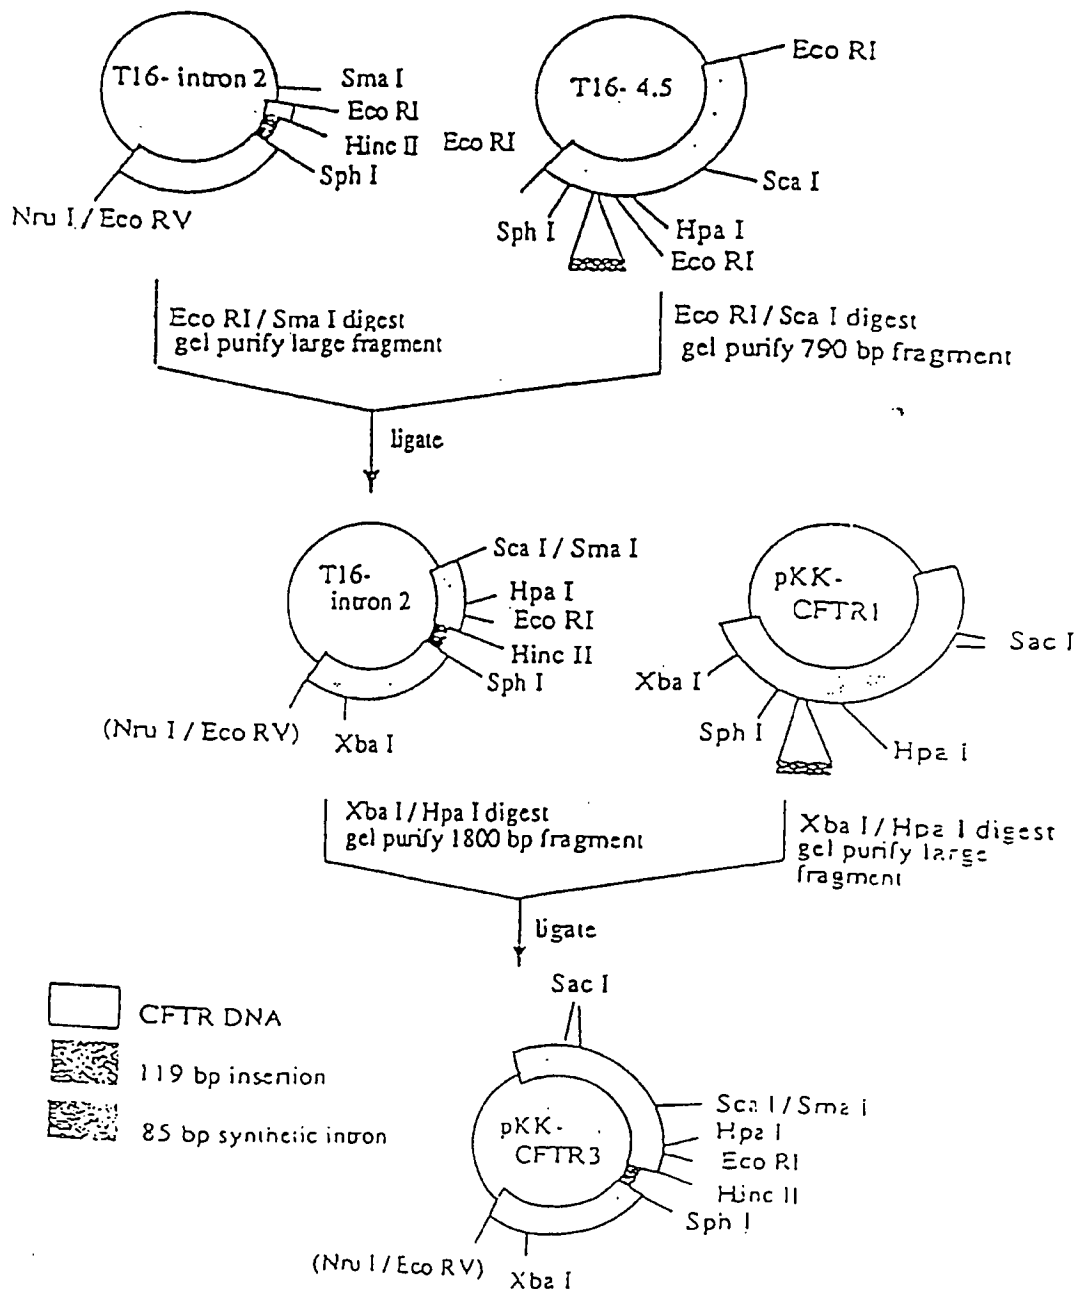 T16- intron 2
Sma I
Eco RI
Hinc II
Sph I
Nru I / Eco RV
T16- 4.5
Eco RI
Eco RI
Sca I
Sph I
Hpa I
Eco RI
Eco RI / Sma I digest
gel purify large fragment
Eco RI / Sca I digest
gel purify 790 bp fragment
ligate
T16-
intron 2
Sca I / Sma I
Hpa I
Eco RI
Hinc II
Sph I
(Nru I / Eco RV)
Xba I
pKK-
CFTR1
Sac I
Xba I
Sph I
Hpa I
Xba I / Hpa I digest
gel purify 1800 bp fragment
Xba I / Hpa I digest
gel purify large
fragment
ligate
Sac I
CFTR DNA
119 bp insertion
85 bp synthetic intron
pKK-
CFTR3
Sca I / Sma I
Hpa I
Eco RI
Hinc II
Sph I
(Nru I / Eco RV)
Xba I